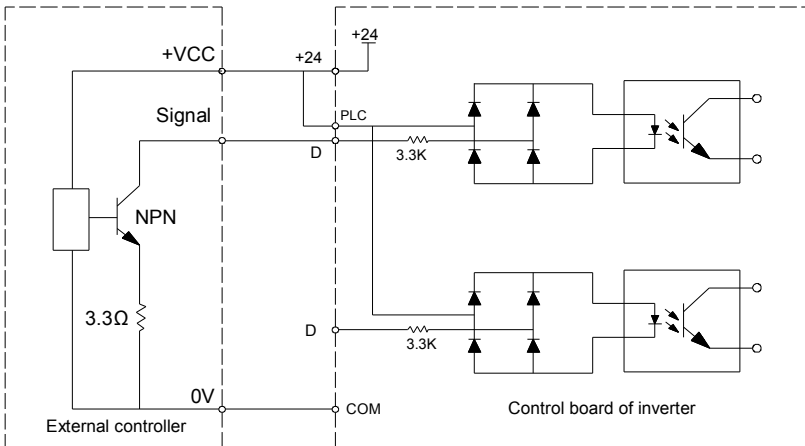 +24
+VCC
+24
Signal
PLC
D
3.3K
NPN
3.3Ω
D
3.3K
0V
COM
External controller
Control board of inverter